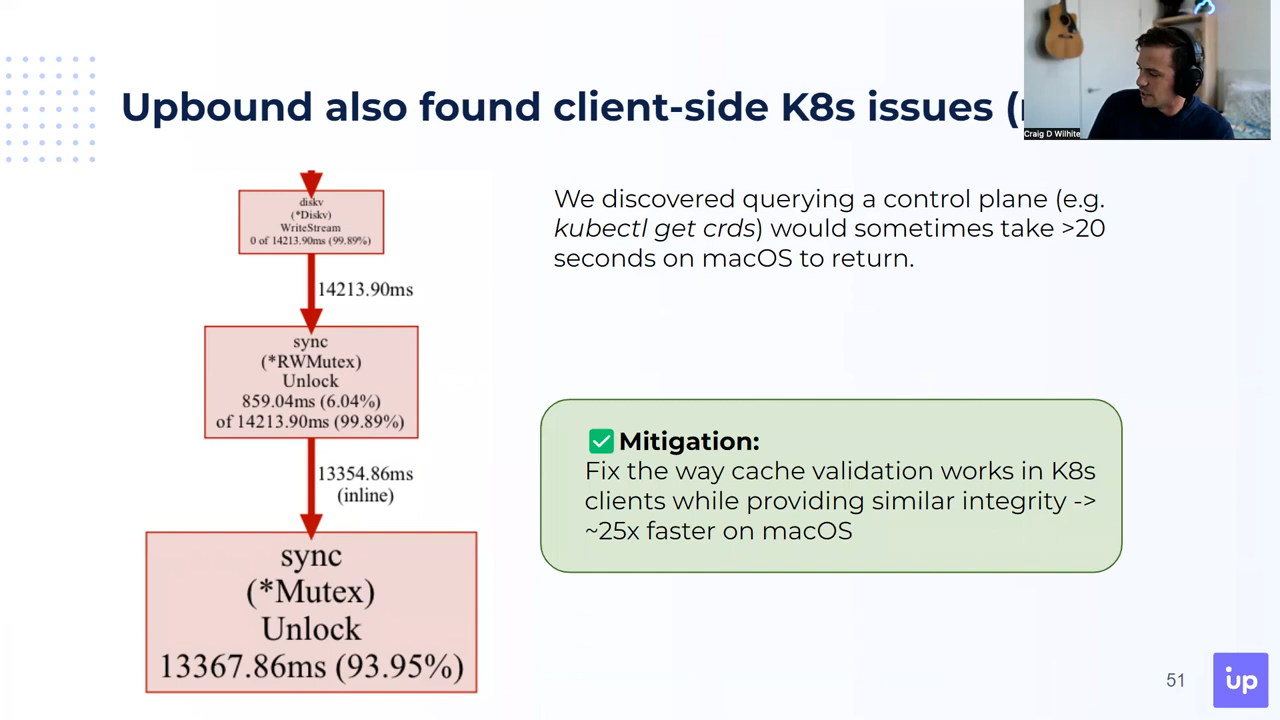 Upbound also found client-side K8s issues (
Craig D Wilhite
diskv
(*Diskv)
WriteStream
0 of 14213.90ms (99.89%)
14213.90ms
sync
(*RWMutex)
Unlock
859.04ms (6.04%)
of 14213.90ms (99.89%)
13354.86ms
(inline)
sync
(*Mutex)
Unlock
13367.86ms (93.95%)
We discovered querying a control plane (e.g.
kubectl get crds) would sometimes take >20
seconds on macOS to return.
✅ Mitigation:
Fix the way cache validation works in K8s
clients while providing similar integrity ->
~25x faster on macOS
51
up